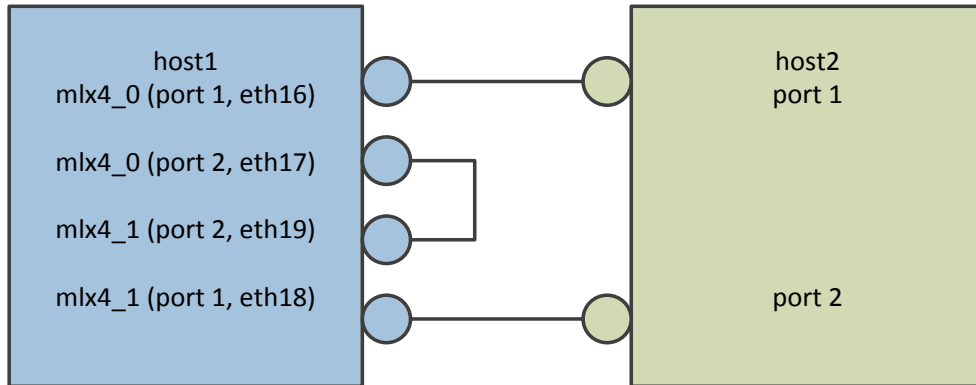 host1
mlx4_0 (port 1, eth16)
mlx4_0 (port 2, eth17)
mlx4_1 (port 2, eth19)
mlx4_1 (port 1, eth18)
host2
port 1
port 2